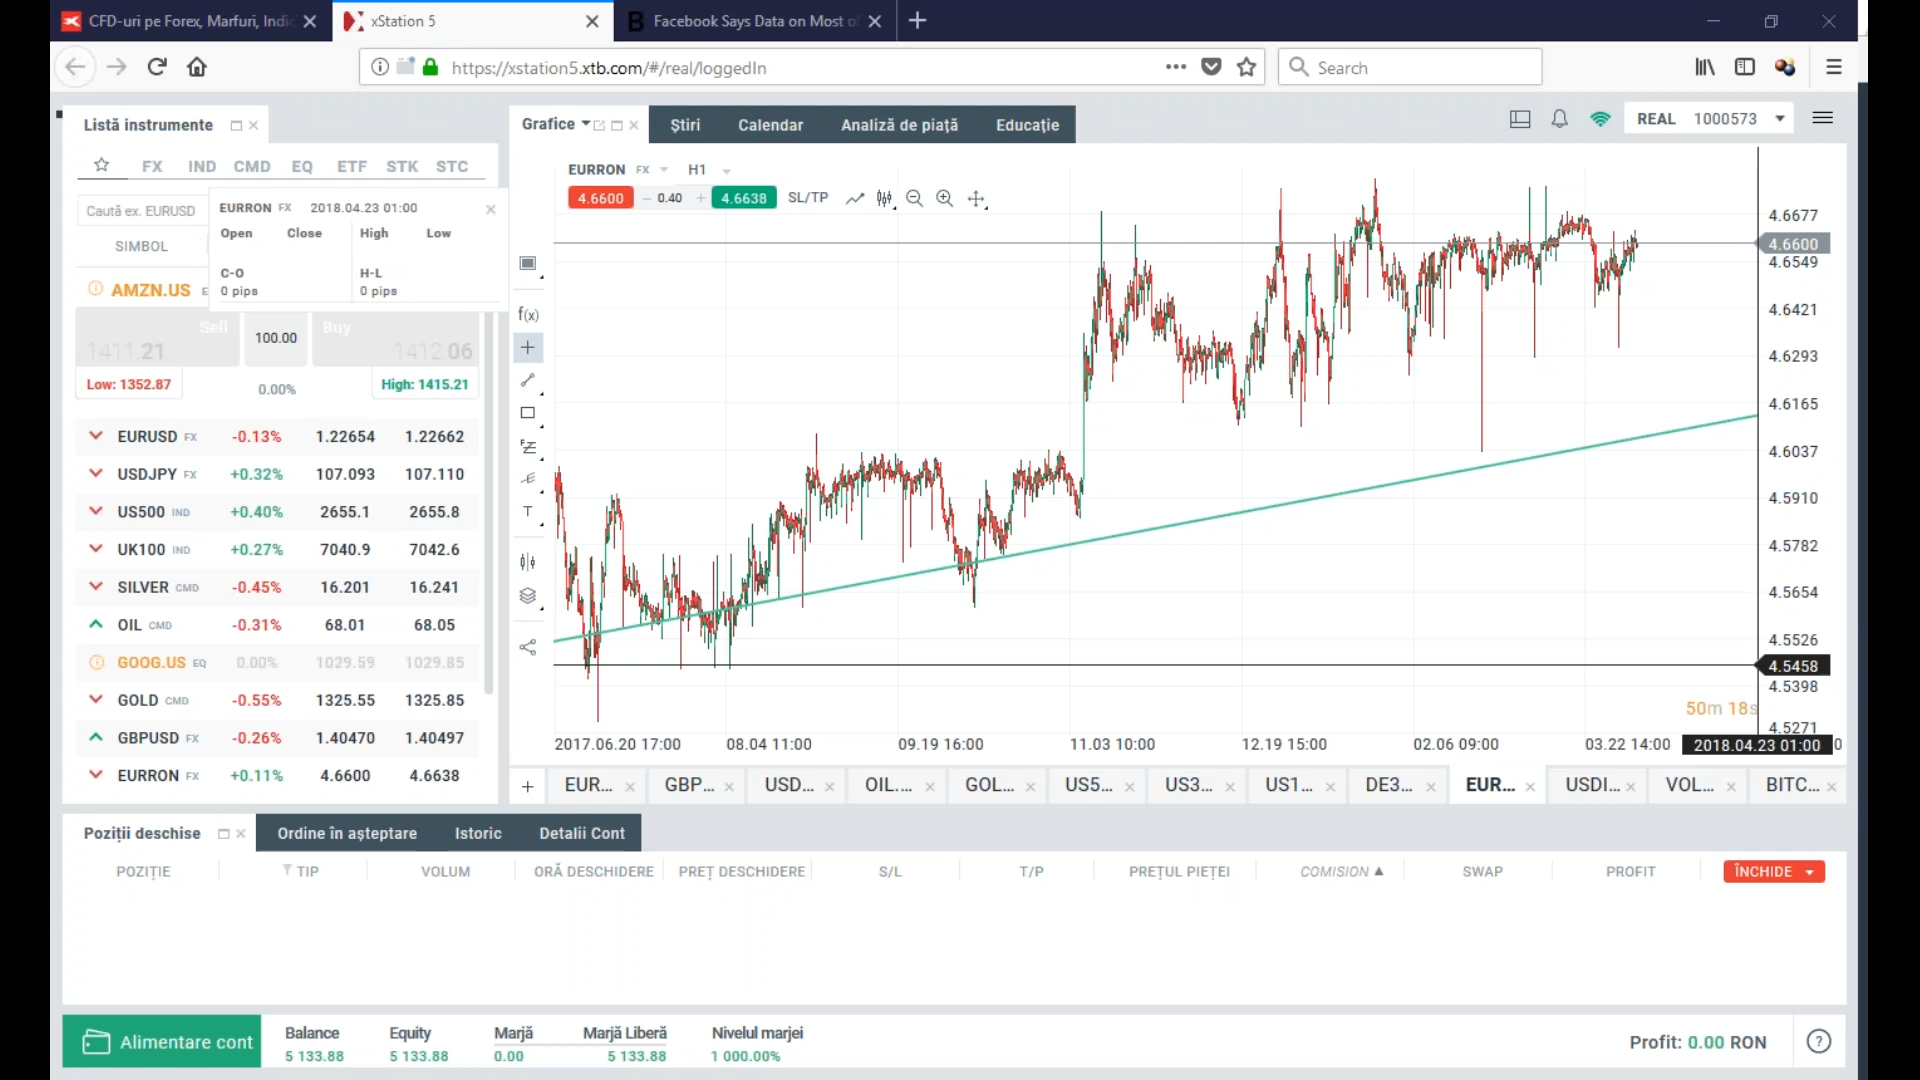 CFD-uri pe Forex, Marfuri, Indic
xStation 5
Facebook Says Data on Most of
https://xstation5.xtb.com/#/real/loggedIn
Search
Listă instrumente
Grafice
Știri
Calendar
Analiză de piață
Educație
REAL 1000573
FX IND CMD EQ ETF STK STC
Caută ex. EURUSD
SIMBOL
EURRON FX 2018.04.23 01:00
Open Close High Low
C-O H-L
0 pips 0 pips
AMZN.US E
Sell Buy
1411.21 100.00 1412.06
Low: 1352.87 0.00% High: 1415.21
EURUSD FX -0.13% 1.22654 1.22662
USDJPY FX +0.32% 107.093 107.110
US500 IND +0.40% 2655.1 2655.8
UK100 IND +0.27% 7040.9 7042.6
SILVER CMD -0.45% 16.201 16.241
OIL CMD -0.31% 68.01 68.05
GOOG.US EQ 0.00% 1029.59 1029.85
GOLD CMD -0.55% 1325.55 1325.85
GBPUSD FX -0.26% 1.40470 1.40497
EURRON FX +0.11% 4.6600 4.6638
EURRON FX H1
4.6600 – 0.40 + 4.6638 SL/TP
f(x)
T
4.6677
4.6600
4.6549
4.6421
4.6293
4.6165
4.6037
4.5910
4.5782
4.5654
4.5526
4.5458
4.5398
4.5271
50m 18s
2017.06.20 17:00 08.04 11:00 09.19 16:00 11.03 10:00 12.19 15:00 02.06 09:00 03.22 14:00 2018.04.23 01:00 0
+ EUR... GBP... USD... OIL.... GOL... US5... US3... US1... DE3... EUR... USDI... VOL... BITC...
Poziții deschise
Ordine în așteptare
Istoric
Detalii Cont
POZIȚIE TIP VOLUM ORĂ DESCHIDERE PREȚ DESCHIDERE S/L T/P PREȚUL PIEȚEI COMISION SWAP PROFIT ÎNCHIDE
Alimentare cont
Balance Equity Marjă Marjă Liberă Nivelul marjei
5 133.88 5 133.88 0.00 5 133.88 1 000.00%
Profit: 0.00 RON
?